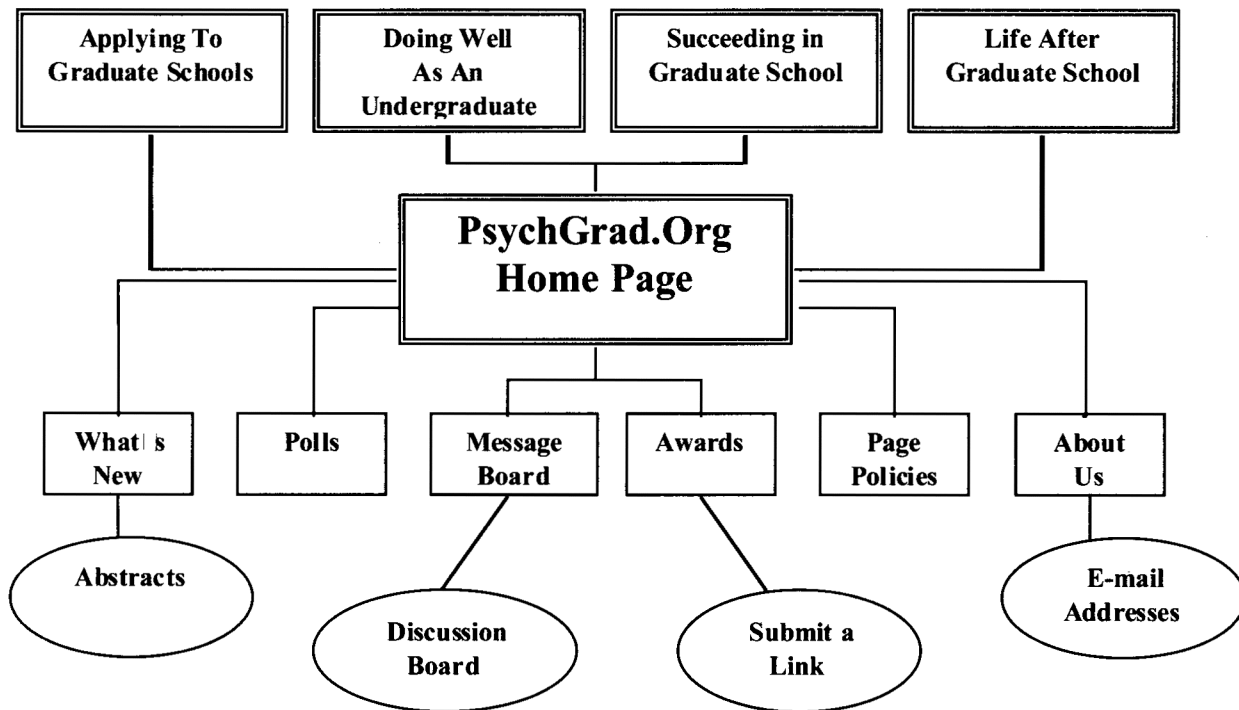 Applying To
Graduate Schools
Doing Well
As An
Undergraduate
Succeeding in
Graduate School
Life After
Graduate School
PsychGrad.Org
Home Page
What s
New
Polls
Message
Board
Awards
Page
Policies
About
Us
Abstracts
Discussion
Board
Submit a
Link
E-mail
Addresses